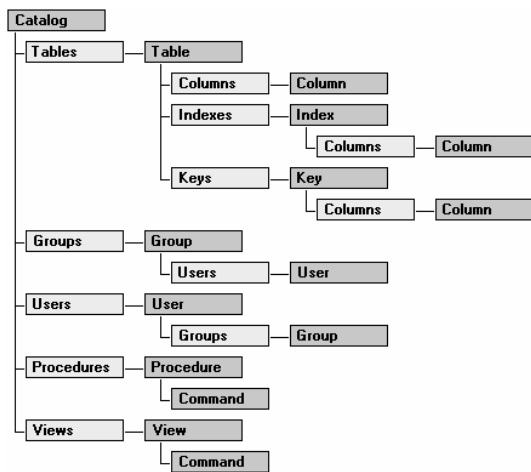 Catalog
Tables Table
Columns Column
Indexes Index
Columns Column
Keys Key
Columns Column
Groups Group
Users User
Users User
Groups Group
Procedures Procedure
Command
Views View
Command